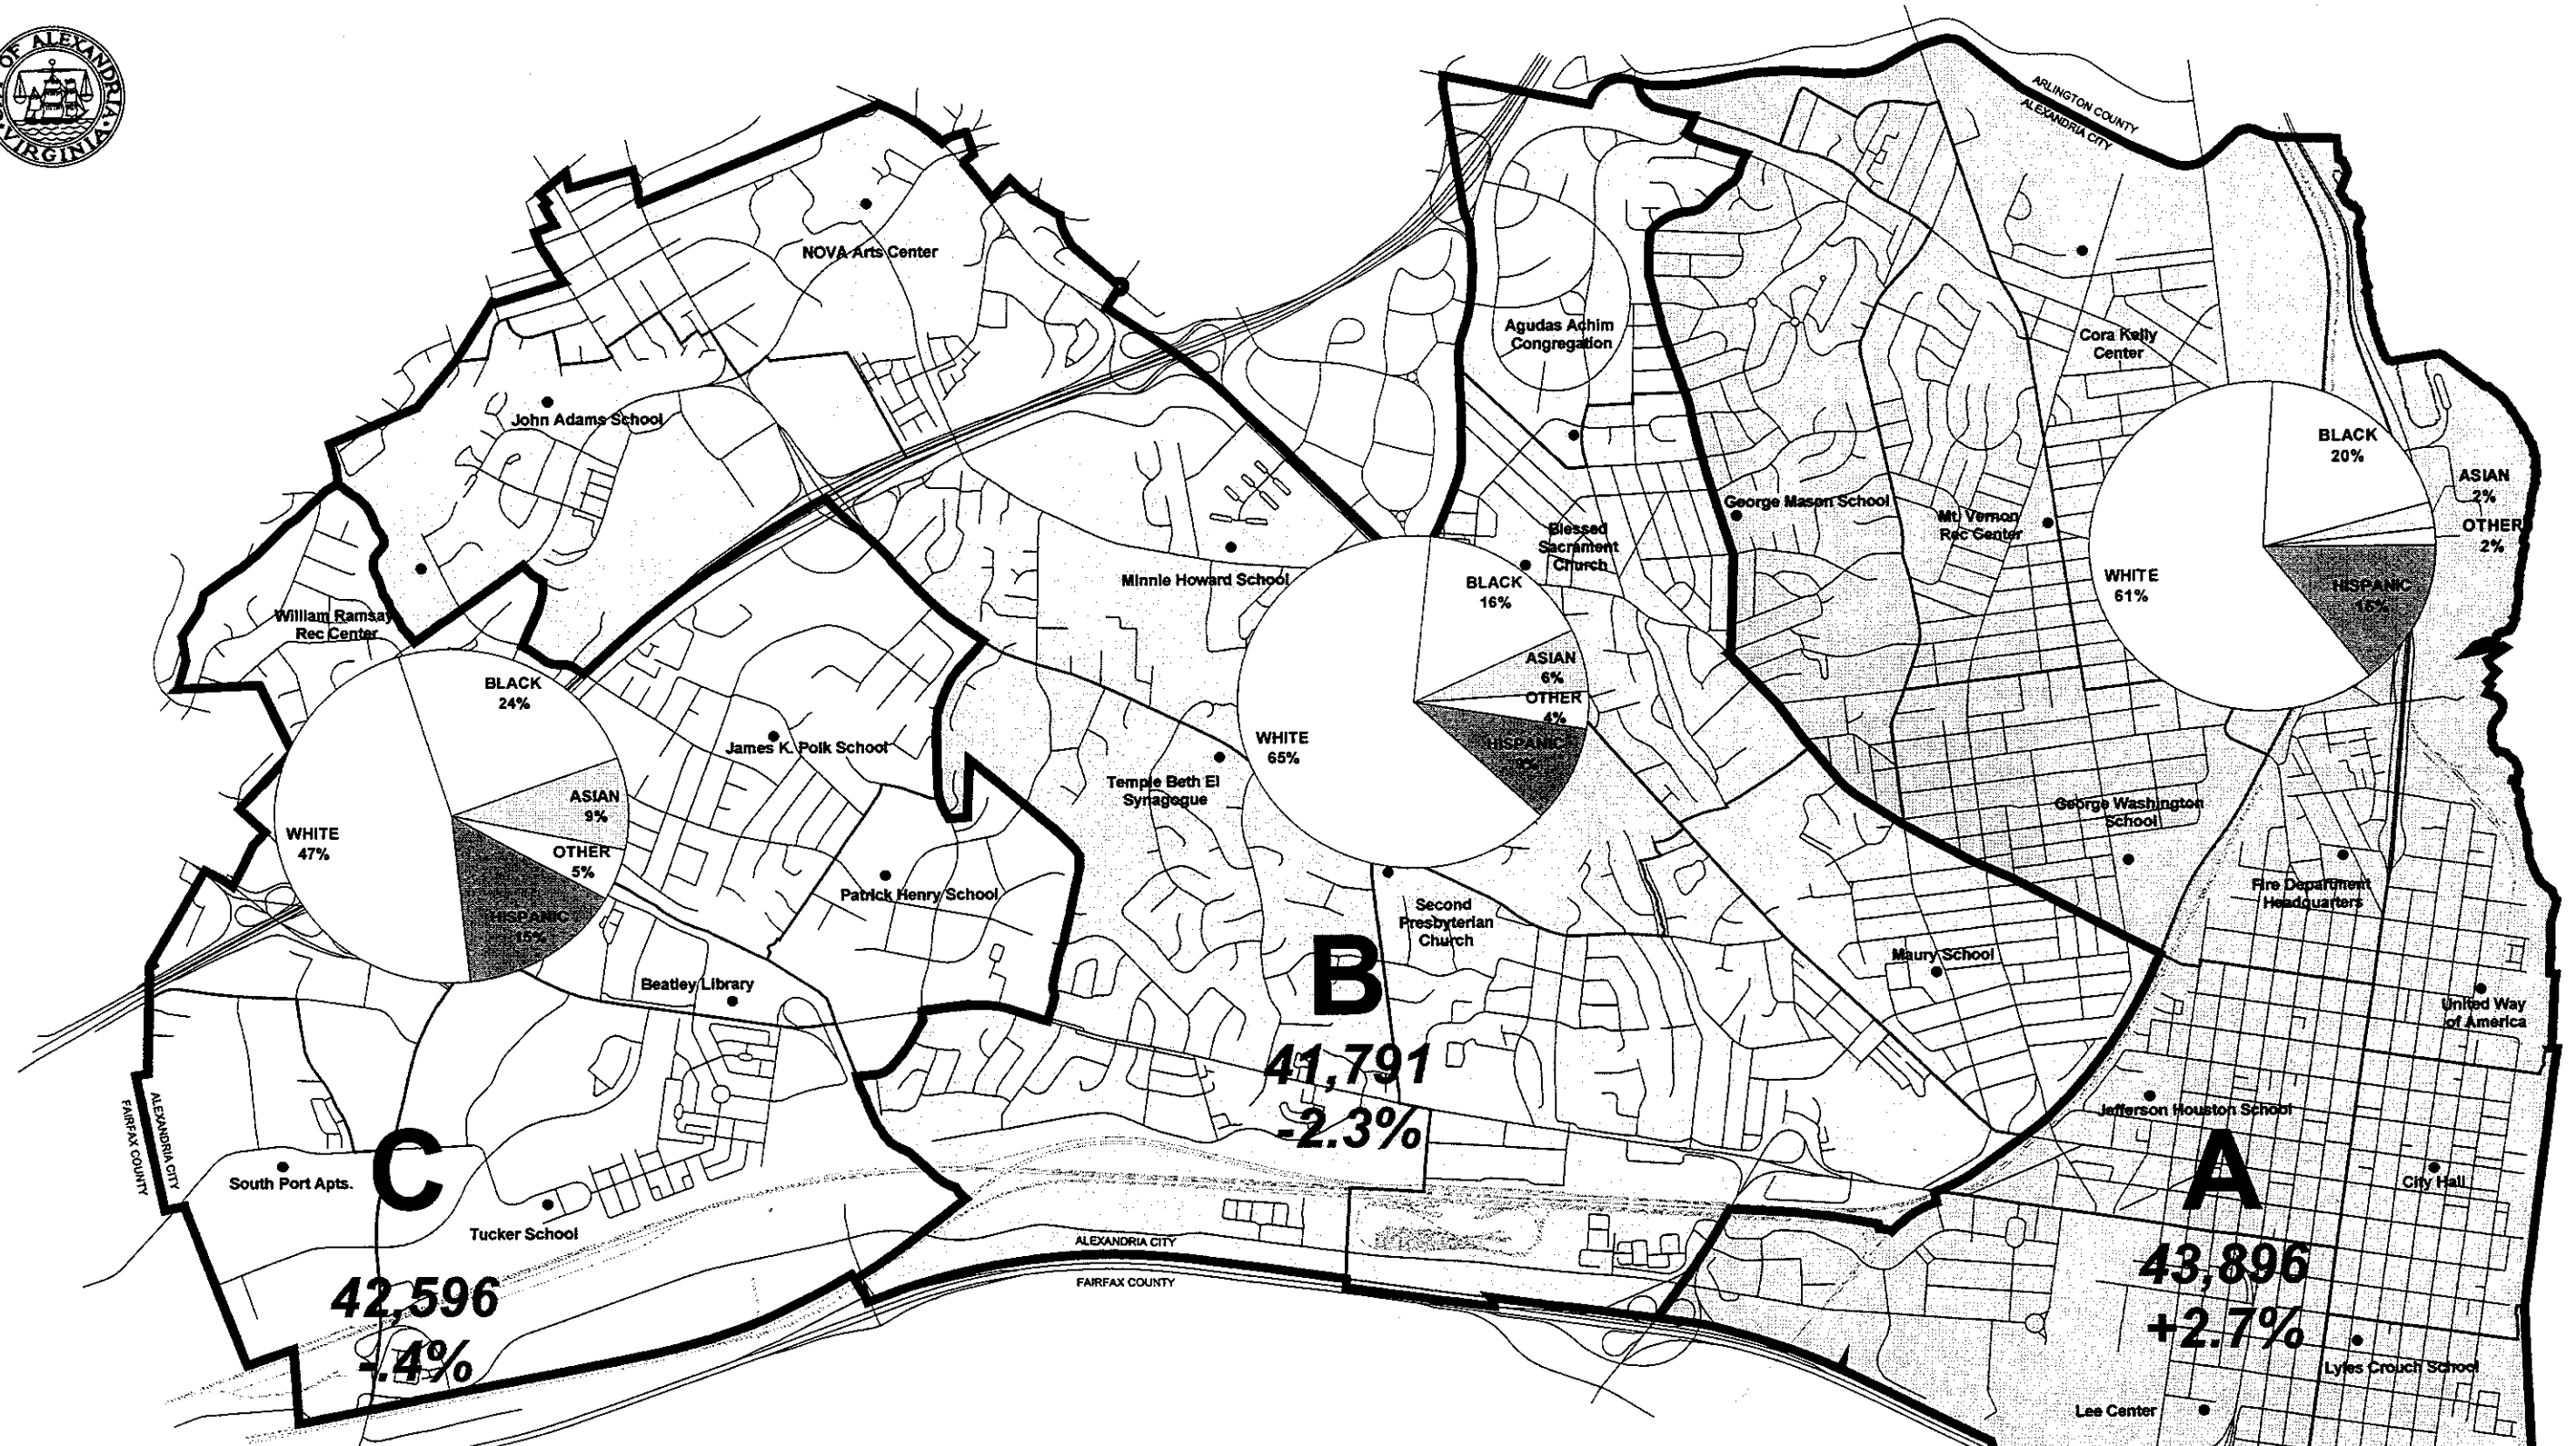 OF ALEXANDRIA
VIRGINIA
ARLINGTON COUNTY
ALEXANDRIA CITY
NOVA Arts Center
Agudas Achim
Congregation
Cora Kelly
Center
John Adams School
BLACK
20%
ASIAN
2%
OTHER
2%
HISPANIC
WHITE
61%
George Mason School
Mt. Vernon
Rec Center
Blessed
Sacrament
Church
Minnie Howard School
BLACK
16%
ASIAN
6%
OTHER
4%
HISPANIC
WHITE
65%
William Ramsay
Rec Center
BLACK
24%
ASIAN
9%
OTHER
5%
HISPANIC
15%
WHITE
47%
James K. Polk School
Temple Beth El
Synagogue
George Washington
School
Patrick Henry School
Second
Presbyterian
Church
Fire Department
Headquarters
Maury School
Beatley Library
United Way
of America
B
41,791
-2.3%
Jefferson Houston School
ALEXANDRIA CITY
FAIRFAX COUNTY
South Port Apts.
C
Tucker School
42,596
-.4%
City Hall
A
43,896
+2.7%
ALEXANDRIA CITY
FAIRFAX COUNTY
Lyles Crouch School
Lee Center